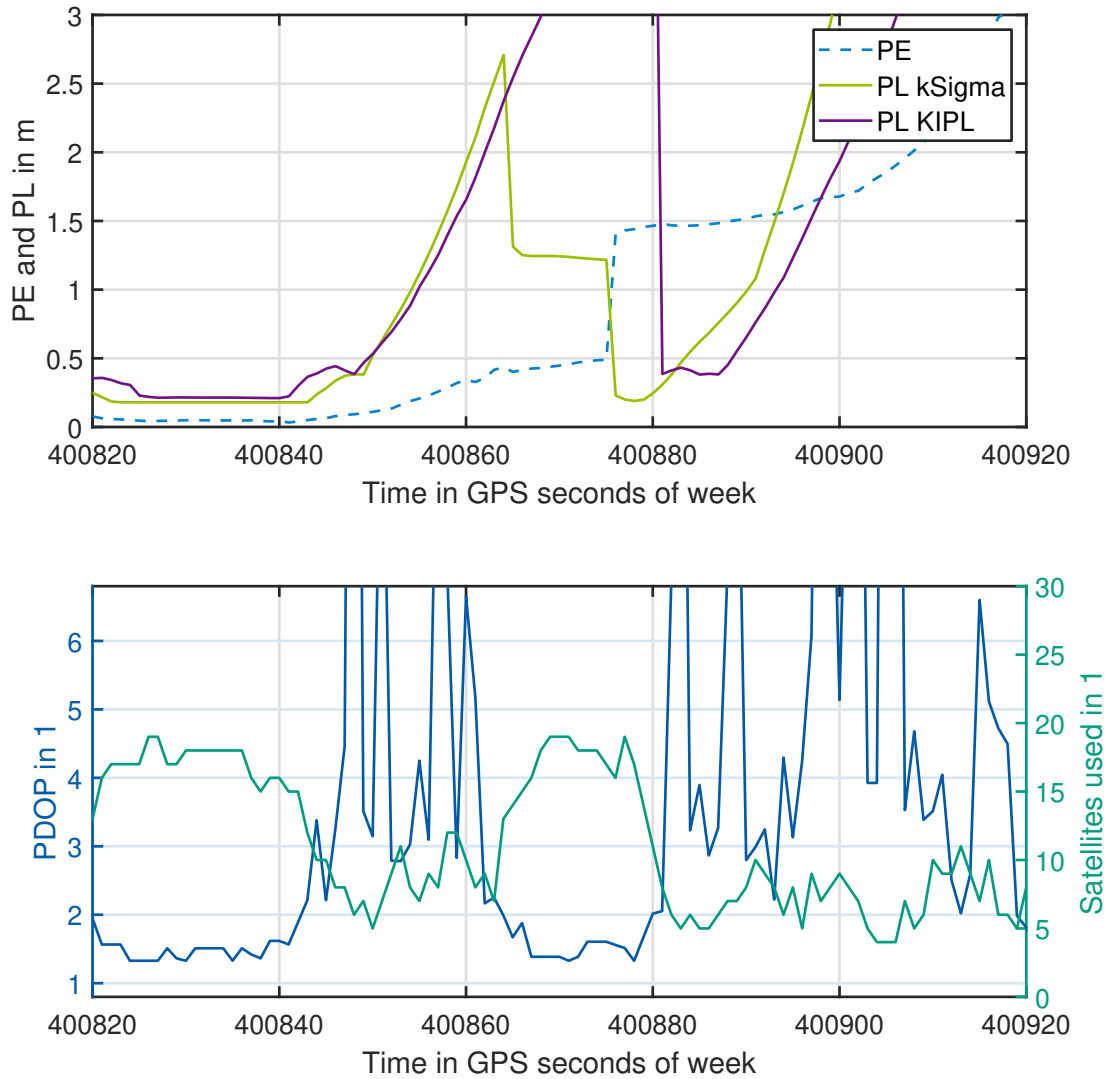 3
2.5
2
1.5
1
0.5
0
PE and PL in m
PE
PL kSigma
PL KIPL
400820 400840 400860 400880 400900 400920
Time in GPS seconds of week
6
5
4
3
2
1
PDOP in 1
30
25
20
15
10
5
0
Satellites used in 1
400820 400840 400860 400880 400900 400920
Time in GPS seconds of week